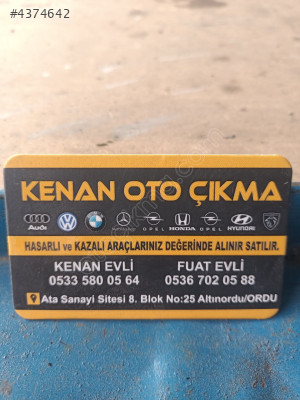 #4374642
KENAN OTO ÇIKMA
Audi OPEL HONDA OPEL HYUNDAI
HASARLI ve KAZALI ARAÇLARINIZ DEĞERİNDE ALINIR SATILIR.
KENAN EVLİ FUAT EVLİ
0533 580 05 64 0536 702 05 88
Ata Sanayi Sitesi 8. Blok No:25 Altınordu/ORDU